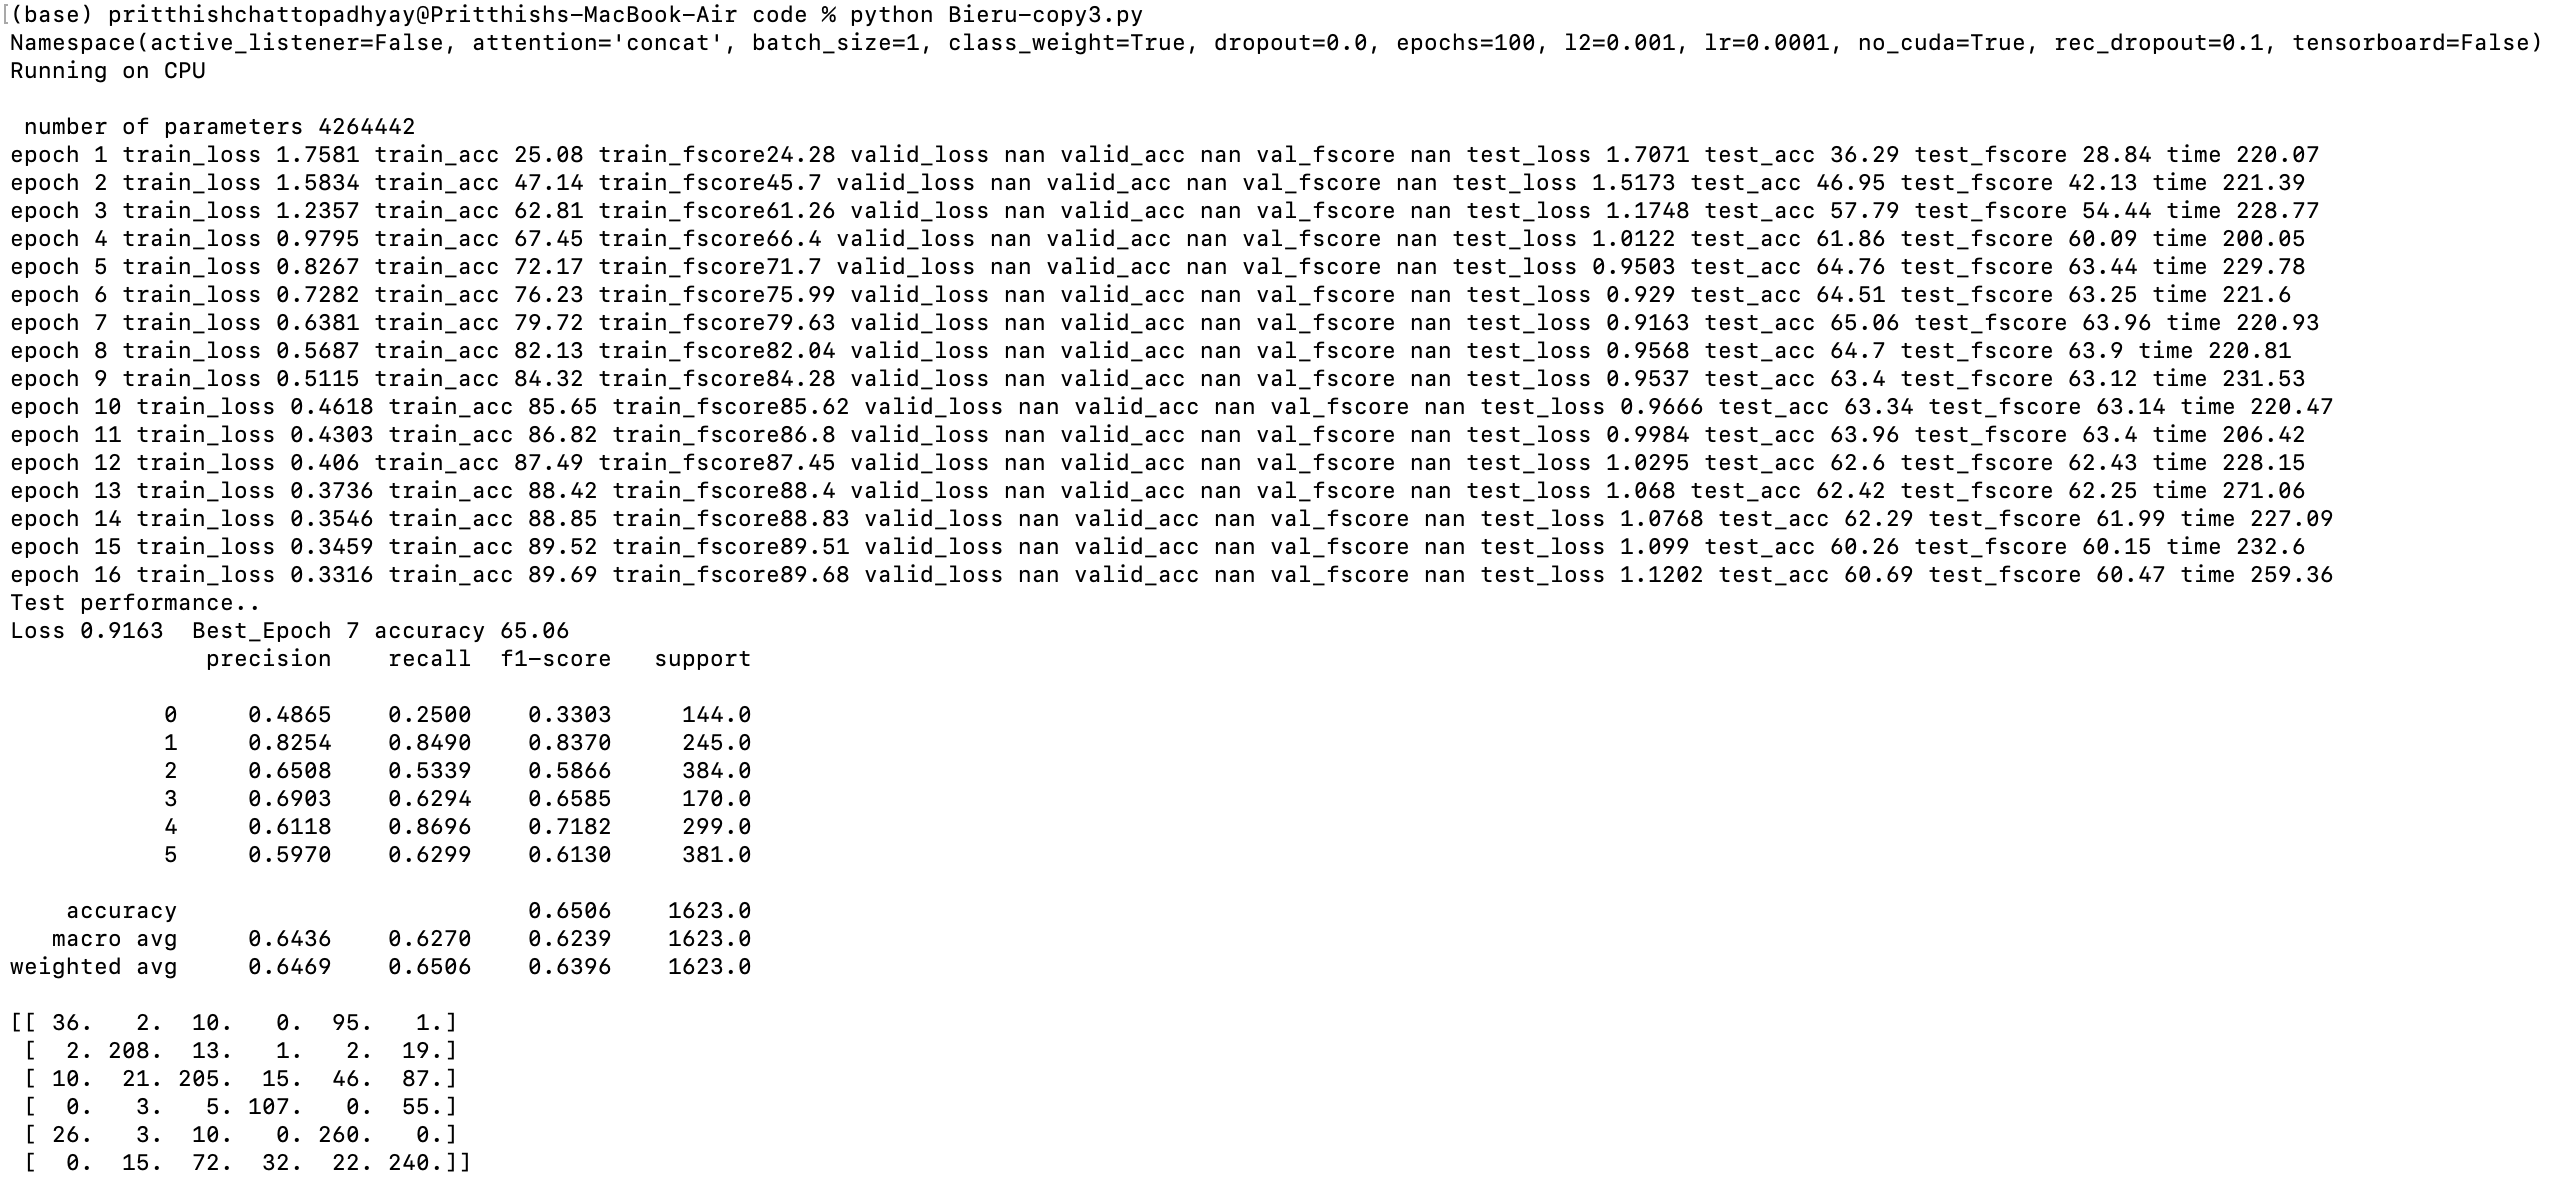 (base) pritthishchattopadhyay@Pritthishs-MacBook-Air code % python Bieru-copy3.py
Namespace(active_listener=False, attention='concat', batch_size=1, class_weight=True, dropout=0.0, epochs=100, l2=0.001, lr=0.0001, no_cuda=True, rec_dropout=0.1, tensorboard=False)
Running on CPU
number of parameters 4264442
epoch 1 train_loss 1.7581 train_acc 25.08 train_fscore24.28 valid_loss nan valid_acc nan val_fscore nan test_loss 1.7071 test_acc 36.29 test_fscore 28.84 time 220.07
epoch 2 train_loss 1.5834 train_acc 47.14 train_fscore45.7 valid_loss nan valid_acc nan val_fscore nan test_loss 1.5173 test_acc 46.95 test_fscore 42.13 time 221.39
epoch 3 train_loss 1.2357 train_acc 62.81 train_fscore61.26 valid_loss nan valid_acc nan val_fscore nan test_loss 1.1748 test_acc 57.79 test_fscore 54.44 time 228.77
epoch 4 train_loss 0.9795 train_acc 67.45 train_fscore66.4 valid_loss nan valid_acc nan val_fscore nan test_loss 1.0122 test_acc 61.86 test_fscore 60.09 time 200.05
epoch 5 train_loss 0.8267 train_acc 72.17 train_fscore71.7 valid_loss nan valid_acc nan val_fscore nan test_loss 0.9503 test_acc 64.76 test_fscore 63.44 time 229.78
epoch 6 train_loss 0.7282 train_acc 76.23 train_fscore75.99 valid_loss nan valid_acc nan val_fscore nan test_loss 0.929 test_acc 64.51 test_fscore 63.25 time 221.6
epoch 7 train_loss 0.6381 train_acc 79.72 train_fscore79.63 valid_loss nan valid_acc nan val_fscore nan test_loss 0.9163 test_acc 65.06 test_fscore 63.96 time 220.93
epoch 8 train_loss 0.5687 train_acc 82.13 train_fscore82.04 valid_loss nan valid_acc nan val_fscore nan test_loss 0.9568 test_acc 64.7 test_fscore 63.9 time 220.81
epoch 9 train_loss 0.5115 train_acc 84.32 train_fscore84.28 valid_loss nan valid_acc nan val_fscore nan test_loss 0.9537 test_acc 63.4 test_fscore 63.12 time 231.53
epoch 10 train_loss 0.4618 train_acc 85.65 train_fscore85.62 valid_loss nan valid_acc nan val_fscore nan test_loss 0.9666 test_acc 63.34 test_fscore 63.14 time 220.47
epoch 11 train_loss 0.4303 train_acc 86.82 train_fscore86.8 valid_loss nan valid_acc nan val_fscore nan test_loss 0.9984 test_acc 63.96 test_fscore 63.4 time 206.42
epoch 12 train_loss 0.406 train_acc 87.49 train_fscore87.45 valid_loss nan valid_acc nan val_fscore nan test_loss 1.0295 test_acc 62.6 test_fscore 62.43 time 228.15
epoch 13 train_loss 0.3736 train_acc 88.42 train_fscore88.4 valid_loss nan valid_acc nan val_fscore nan test_loss 1.068 test_acc 62.42 test_fscore 62.25 time 271.06
epoch 14 train_loss 0.3546 train_acc 88.85 train_fscore88.83 valid_loss nan valid_acc nan val_fscore nan test_loss 1.0768 test_acc 62.29 test_fscore 61.99 time 227.09
epoch 15 train_loss 0.3459 train_acc 89.52 train_fscore89.51 valid_loss nan valid_acc nan val_fscore nan test_loss 1.099 test_acc 60.26 test_fscore 60.15 time 232.6
epoch 16 train_loss 0.3316 train_acc 89.69 train_fscore89.68 valid_loss nan valid_acc nan val_fscore nan test_loss 1.1202 test_acc 60.69 test_fscore 60.47 time 259.36
Test performance..
Loss 0.9163  Best_Epoch 7 accuracy 65.06
precision    recall  f1-score   support
0     0.4865    0.2500    0.3303     144.0
1     0.8254    0.8490    0.8370     245.0
2     0.6508    0.5339    0.5866     384.0
3     0.6903    0.6294    0.6585     170.0
4     0.6118    0.8696    0.7182     299.0
5     0.5970    0.6299    0.6130     381.0
accuracy                         0.6506    1623.0
macro avg     0.6436    0.6270    0.6239    1623.0
weighted avg     0.6469    0.6506    0.6396    1623.0
[[ 36.   2.  10.   0.  95.   1.]
[  2. 208.  13.   1.   2.  19.]
[ 10.  21. 205.  15.  46.  87.]
[  0.   3.   5. 107.   0.  55.]
[ 26.   3.  10.   0. 260.   0.]
[  0.  15.  72.  32.  22. 240.]]